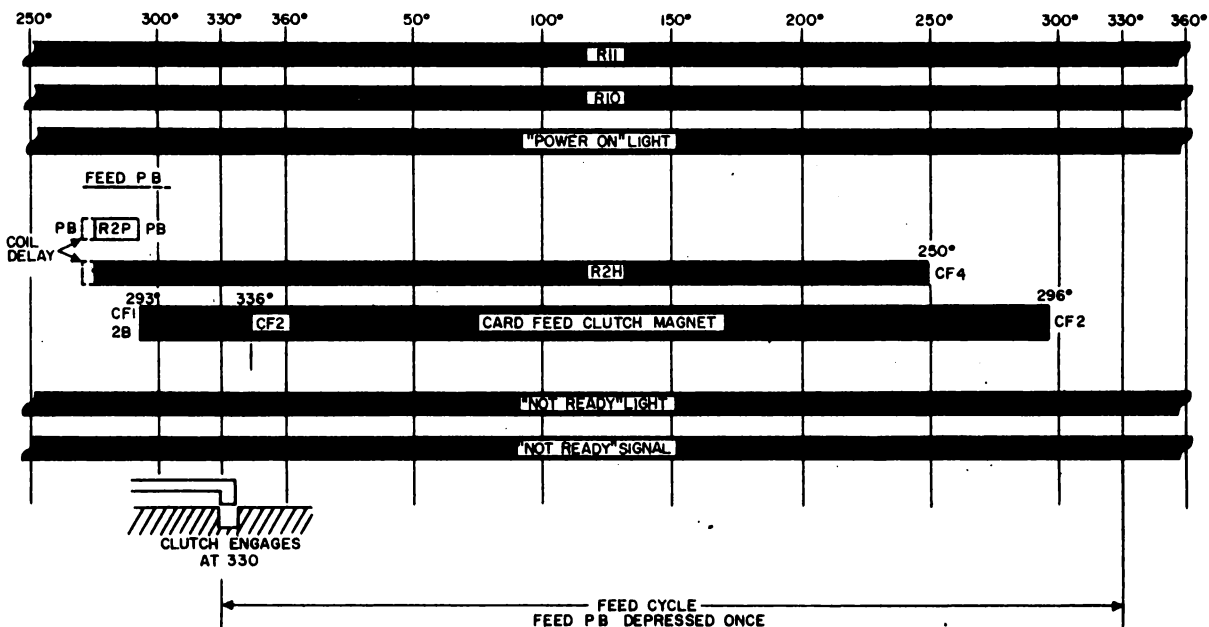 250° 300° 330° 360° 50° 100° 150° 200° 250° 300° 330° 360°
R11
R10
"POWER ON" LIGHT
FEED PB
PB R2P PB
COIL
DELAY
R2H
250°
CF4
293° 336° 296°
CF1
2B
CF2 CARD FEED CLUTCH MAGNET CF2
"NOT READY" LIGHT
"NOT READY" SIGNAL
CLUTCH ENGAGES
AT 330
FEED CYCLE
FEED PB DEPRESSED ONCE